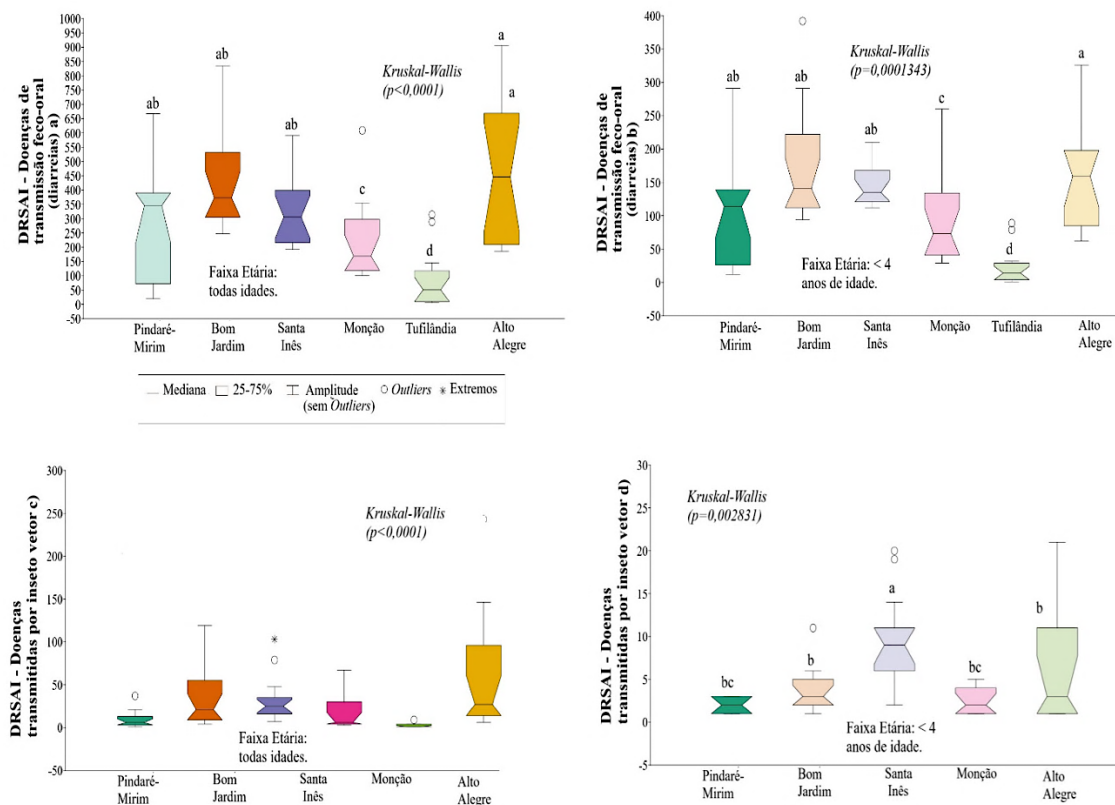 DRSAI - Doenças de
transmissão feco-oral
(diarreias) a)
1000
950
900
850
800
750
700
650
600
550
500
450
400
350
300
250
200
150
100
50
0
-50
ab
ab
ab
c
d
a
a
Kruskal-Wallis
(p<0,0001)
Faixa Etária:
todas idades.
Pindaré-
Mirim
Bom
Jardim
Santa
Inês
Monção
Tufilândia
Alto
Alegre
Mediana
25-75%
Amplitude
(sem Outliers)
Outliers
Extremos
DRSAI - Doenças de
transmissão feco-oral
(diarreias) b)
400
350
300
250
200
150
100
50
0
-50
ab
ab
ab
c
d
a
Kruskal-Wallis
(p=0,0001343)
Faixa Etária: < 4
anos de idade.
Pindaré-
Mirim
Bom
Jardim
Santa
Inês
Monção
Tufilândia
Alto
Alegre
DRSAI - Doenças
transmitidas por inseto vetor c)
300
250
200
150
100
50
0
-50
Kruskal-Wallis
(p<0,0001)
Faixa Etária:
todas idades.
Pindaré-
Mirim
Bom
Jardim
Santa
Inês
Monção
Alto
Alegre
DRSAI - Doenças
transmitidas por inseto vetor d)
30
25
20
15
10
5
0
-5
Kruskal-Wallis
(p=0,002831)
bc
b
a
bc
b
Faixa Etária: < 4
anos de idade.
Pindaré-
Mirim
Bom
Jardim
Santa
Inês
Monção
Alto
Alegre